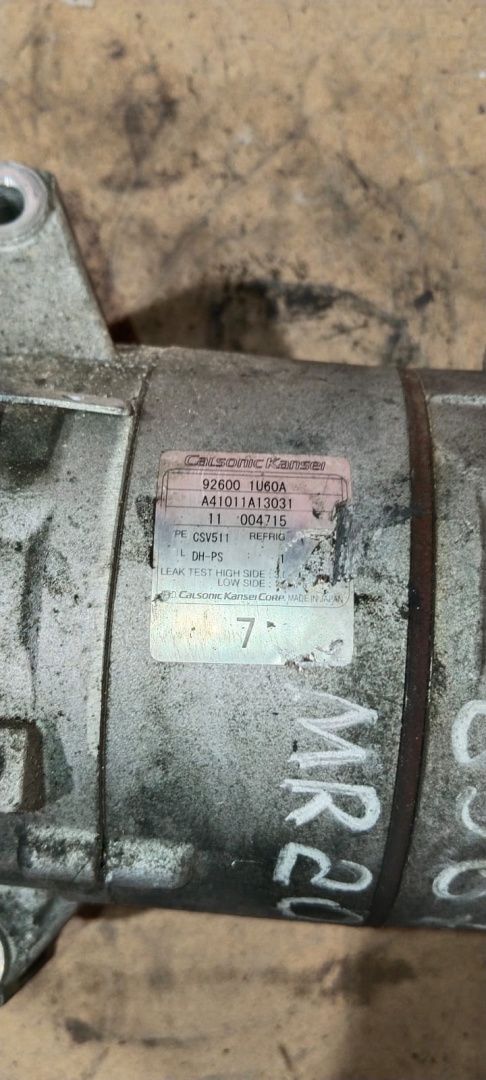 Calsonic Kansei
92600 1U60A
A41011A13031
11 004715
PE CSV511 REFRIG
L DH-PS
LEAK TEST HIGH SIDE : 3
LOW SIDE :
Calsonic Kansei Corp. MADE IN JAPAN
7
MR20